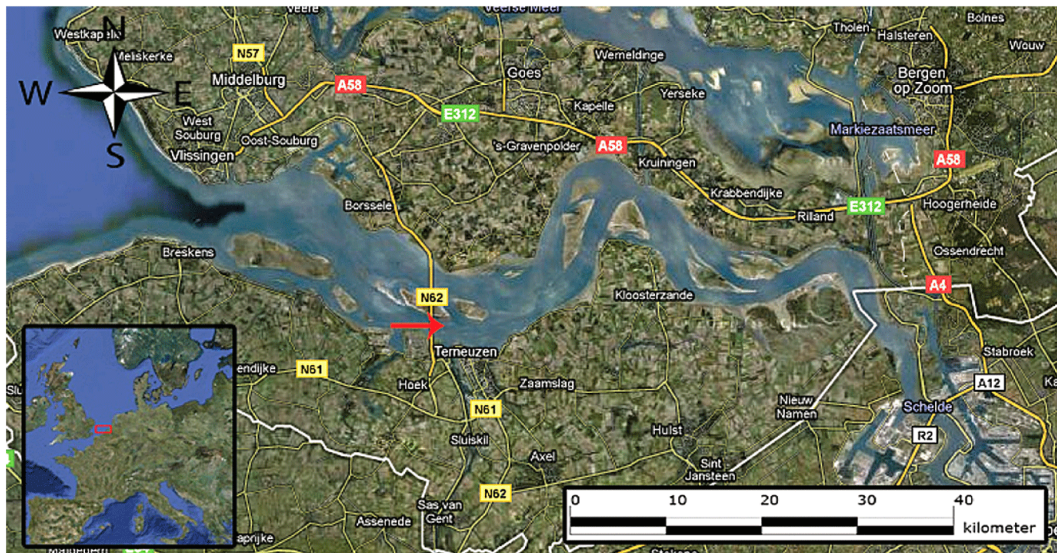 Veere
Veerse Meer
Tholen
Halsteren
Bolnes
Wouw
Westkapelle
N
Meliskerke
N57
Middelburg
A58
Goes
Wemeldinge
Bergen
op Zoom
W
E
E312
Kapelle
Yerseke
West
Souburg
Oost-Souburg
Vlissingen
S
's-Gravenpolder
A58
Kruiningen
Markiezaatsmeer
A58
Borssele
Krabbendijke
Rilland
E312
Hoogerheide
Breskens
Ossendrecht
N62
Kloosterzande
A4
Terneuzen
Stabroek
endijke
N61
Hoek
Zaamslag
A12
N61
Nieuw
Namen
Schelde
R2
Sluiskil
Hulst
Axel
Sint
Jansteen
N62
Sas van
Gent
Assenede
aprijke
0
10
20
30
40
kilometer